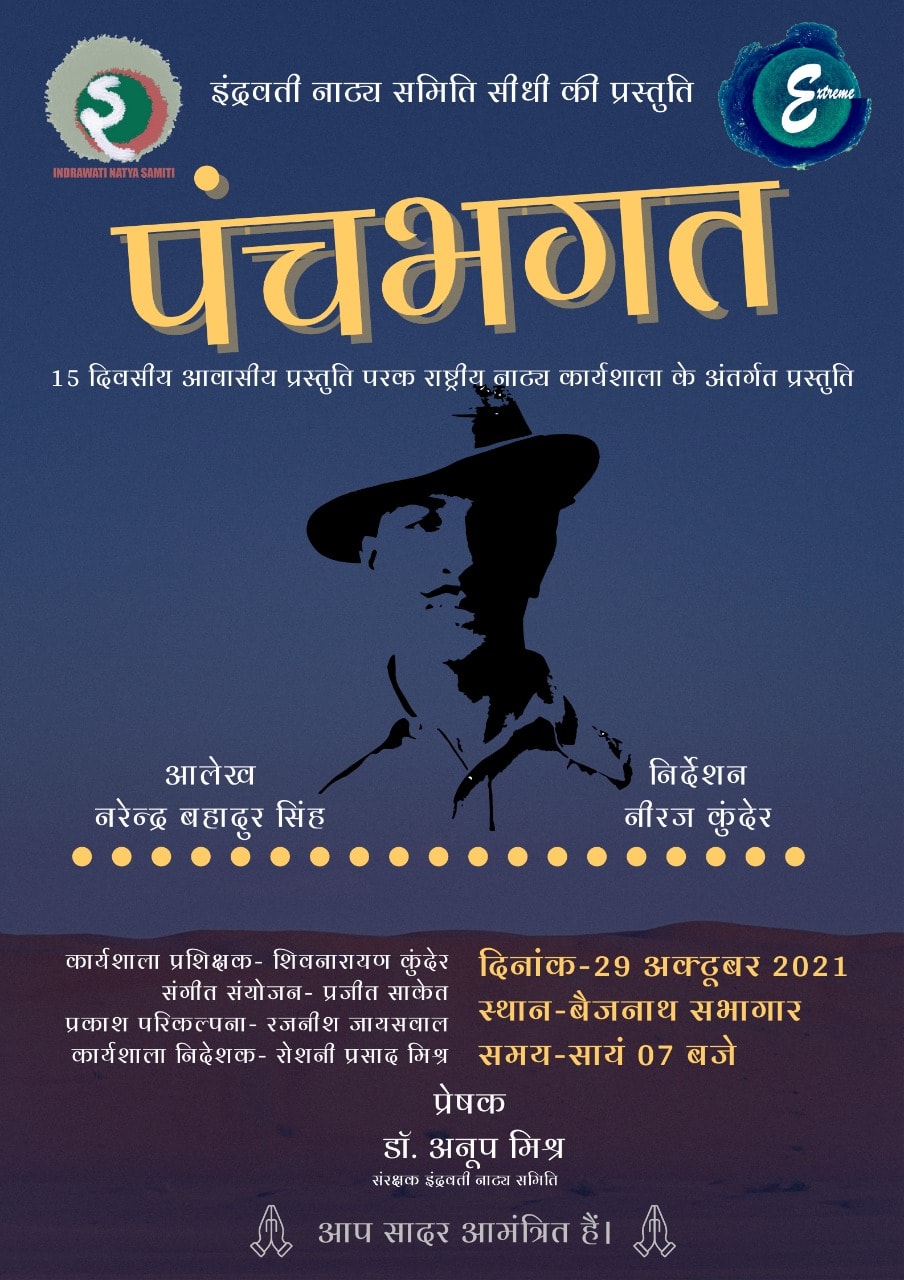 इंद्रवती नाट्य समिति सीधी की प्रस्तुति
INDRAWATI NATYA SAMITI
Extreme
पंचभगत
15 दिवसीय आवासीय प्रस्तुति परक राष्ट्रीय नाट्य कार्यशाला के अंतर्गत प्रस्तुति
आलेख
नरेन्द्र बहादुर सिंह
निर्देशन
नीरज कुंदेर
कार्यशाला प्रशिक्षक- शिवनारायण कुंदेर
संगीत संयोजन- प्रजीत साकेत
प्रकाश परिकल्पना- रजनीश जायसवाल
कार्यशाला निदेशक- रोशनी प्रसाद मिश्र
दिनांक-29 अक्टूबर 2021
स्थान-बैजनाथ सभागार
समय-सायं 07 बजे
प्रेषक
डॉ. अनूप मिश्र
संरक्षक इंद्रवती नाट्य समिति
आप सादर आमंत्रित हैं।